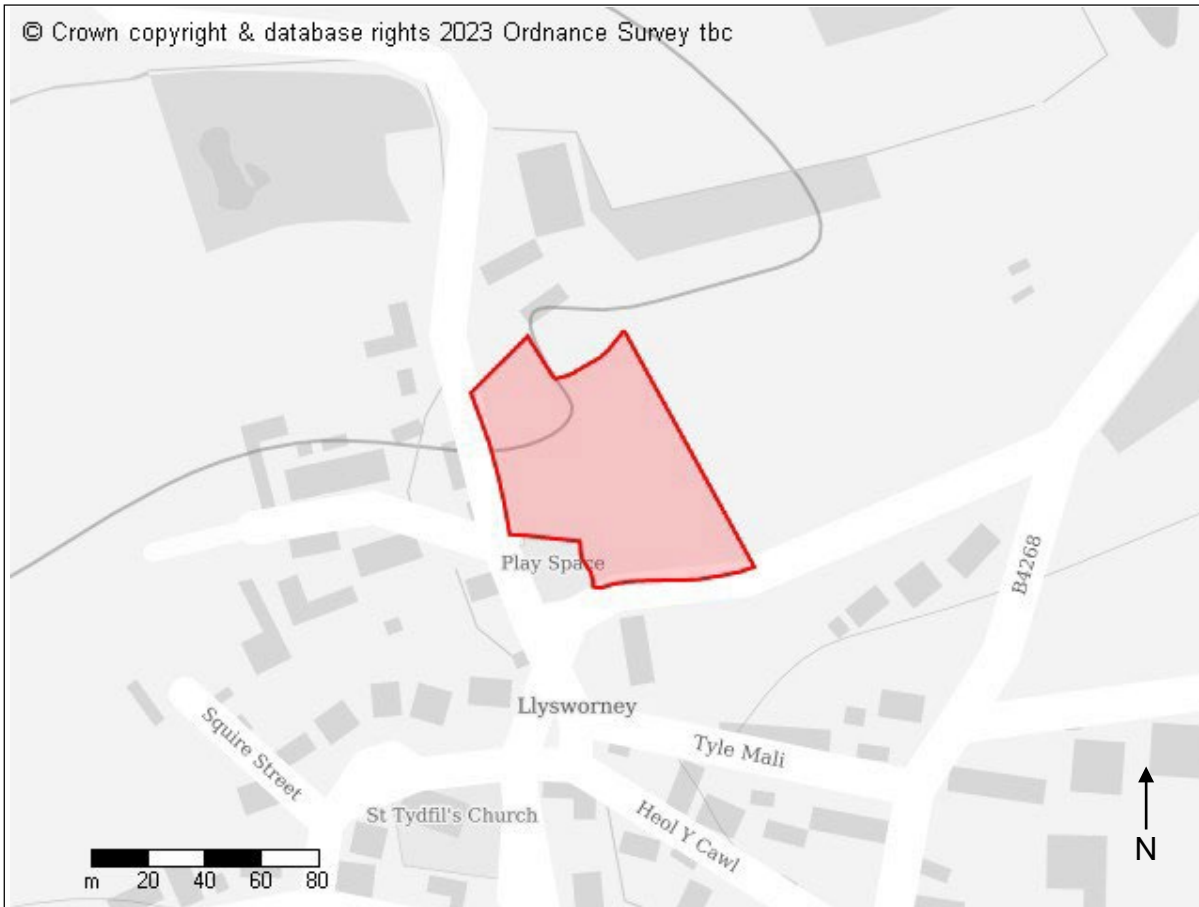 © Crown copyright & database rights 2023 Ordnance Survey tbc
Play Space
B4268
Llysworney
Squire Street
Tyle Mali
St Tydfil's Church
Heol Y Cawl
N
m 20 40 60 80